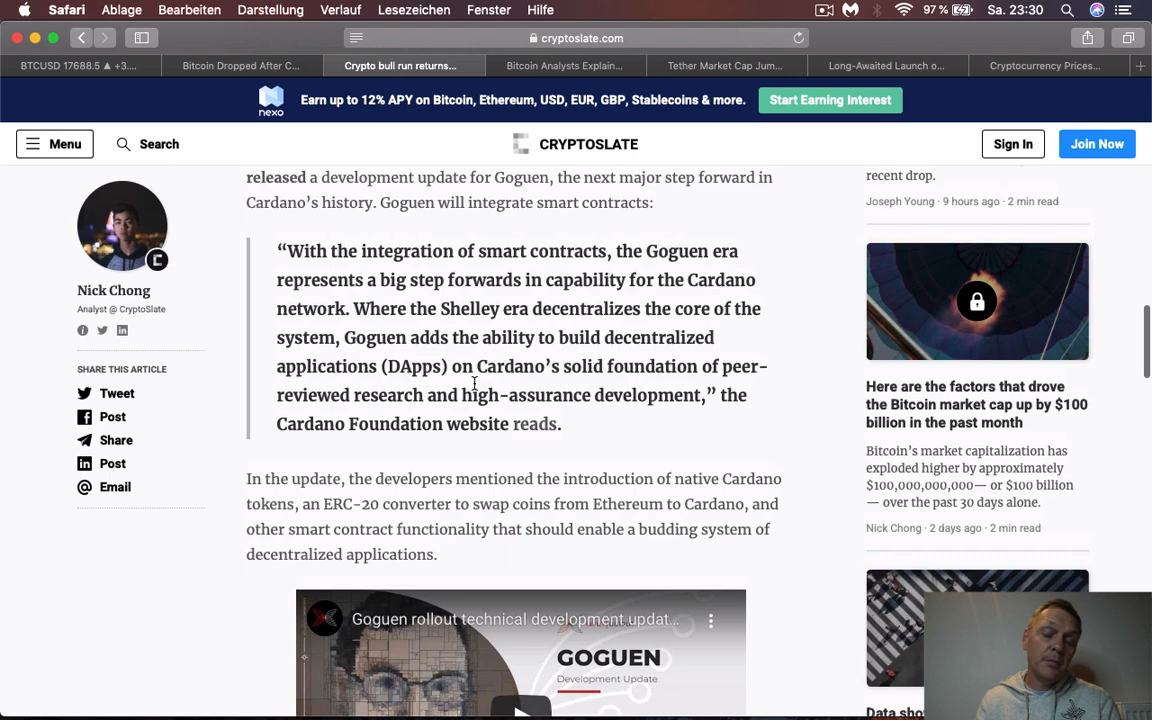 Safari Ablage Bearbeiten Darstellung Verlauf Lesezeichen Fenster Hilfe 97 % Sa. 23:30
cryptoslate.com
BTCUSD 17688.5 ▲ +3.... Bitcoin Dropped After C... Crypto bull run returns... Bitcoin Analysts Explain... Tether Market Cap Jum... Long-Awaited Launch o... Cryptocurrency Prices...
nexo
Earn up to 12% APY on Bitcoin, Ethereum, USD, EUR, GBP, Stablecoins & more. Start Earning Interest
Menu Search CRYPTOSLATE Sign In Join Now
Nick Chong
Analyst @ CryptoSlate
SHARE THIS ARTICLE
Tweet
Post
Share
Post
Email
released a development update for Goguen, the next major step forward in
Cardano’s history. Goguen will integrate smart contracts:
“With the integration of smart contracts, the Goguen era
represents a big step forwards in capability for the Cardano
network. Where the Shelley era decentralizes the core of the
system, Goguen adds the ability to build decentralized
applications (DApps) on Cardano’s solid foundation of peer-
reviewed research and high-assurance development,” the
Cardano Foundation website reads.
In the update, the developers mentioned the introduction of native Cardano
tokens, an ERC-20 converter to swap coins from Ethereum to Cardano, and
other smart contract functionality that should enable a budding system of
decentralized applications.
Goguen rollout technical development updat...
GOGUEN
Development Update
recent drop.
Joseph Young · 9 hours ago · 2 min read
Here are the factors that drove
the Bitcoin market cap up by $100
billion in the past month
Bitcoin’s market capitalization has
exploded higher by approximately
$100,000,000,000— or $100 billion
— over the past 30 days alone.
Nick Chong · 2 days ago · 2 min read
Data sho